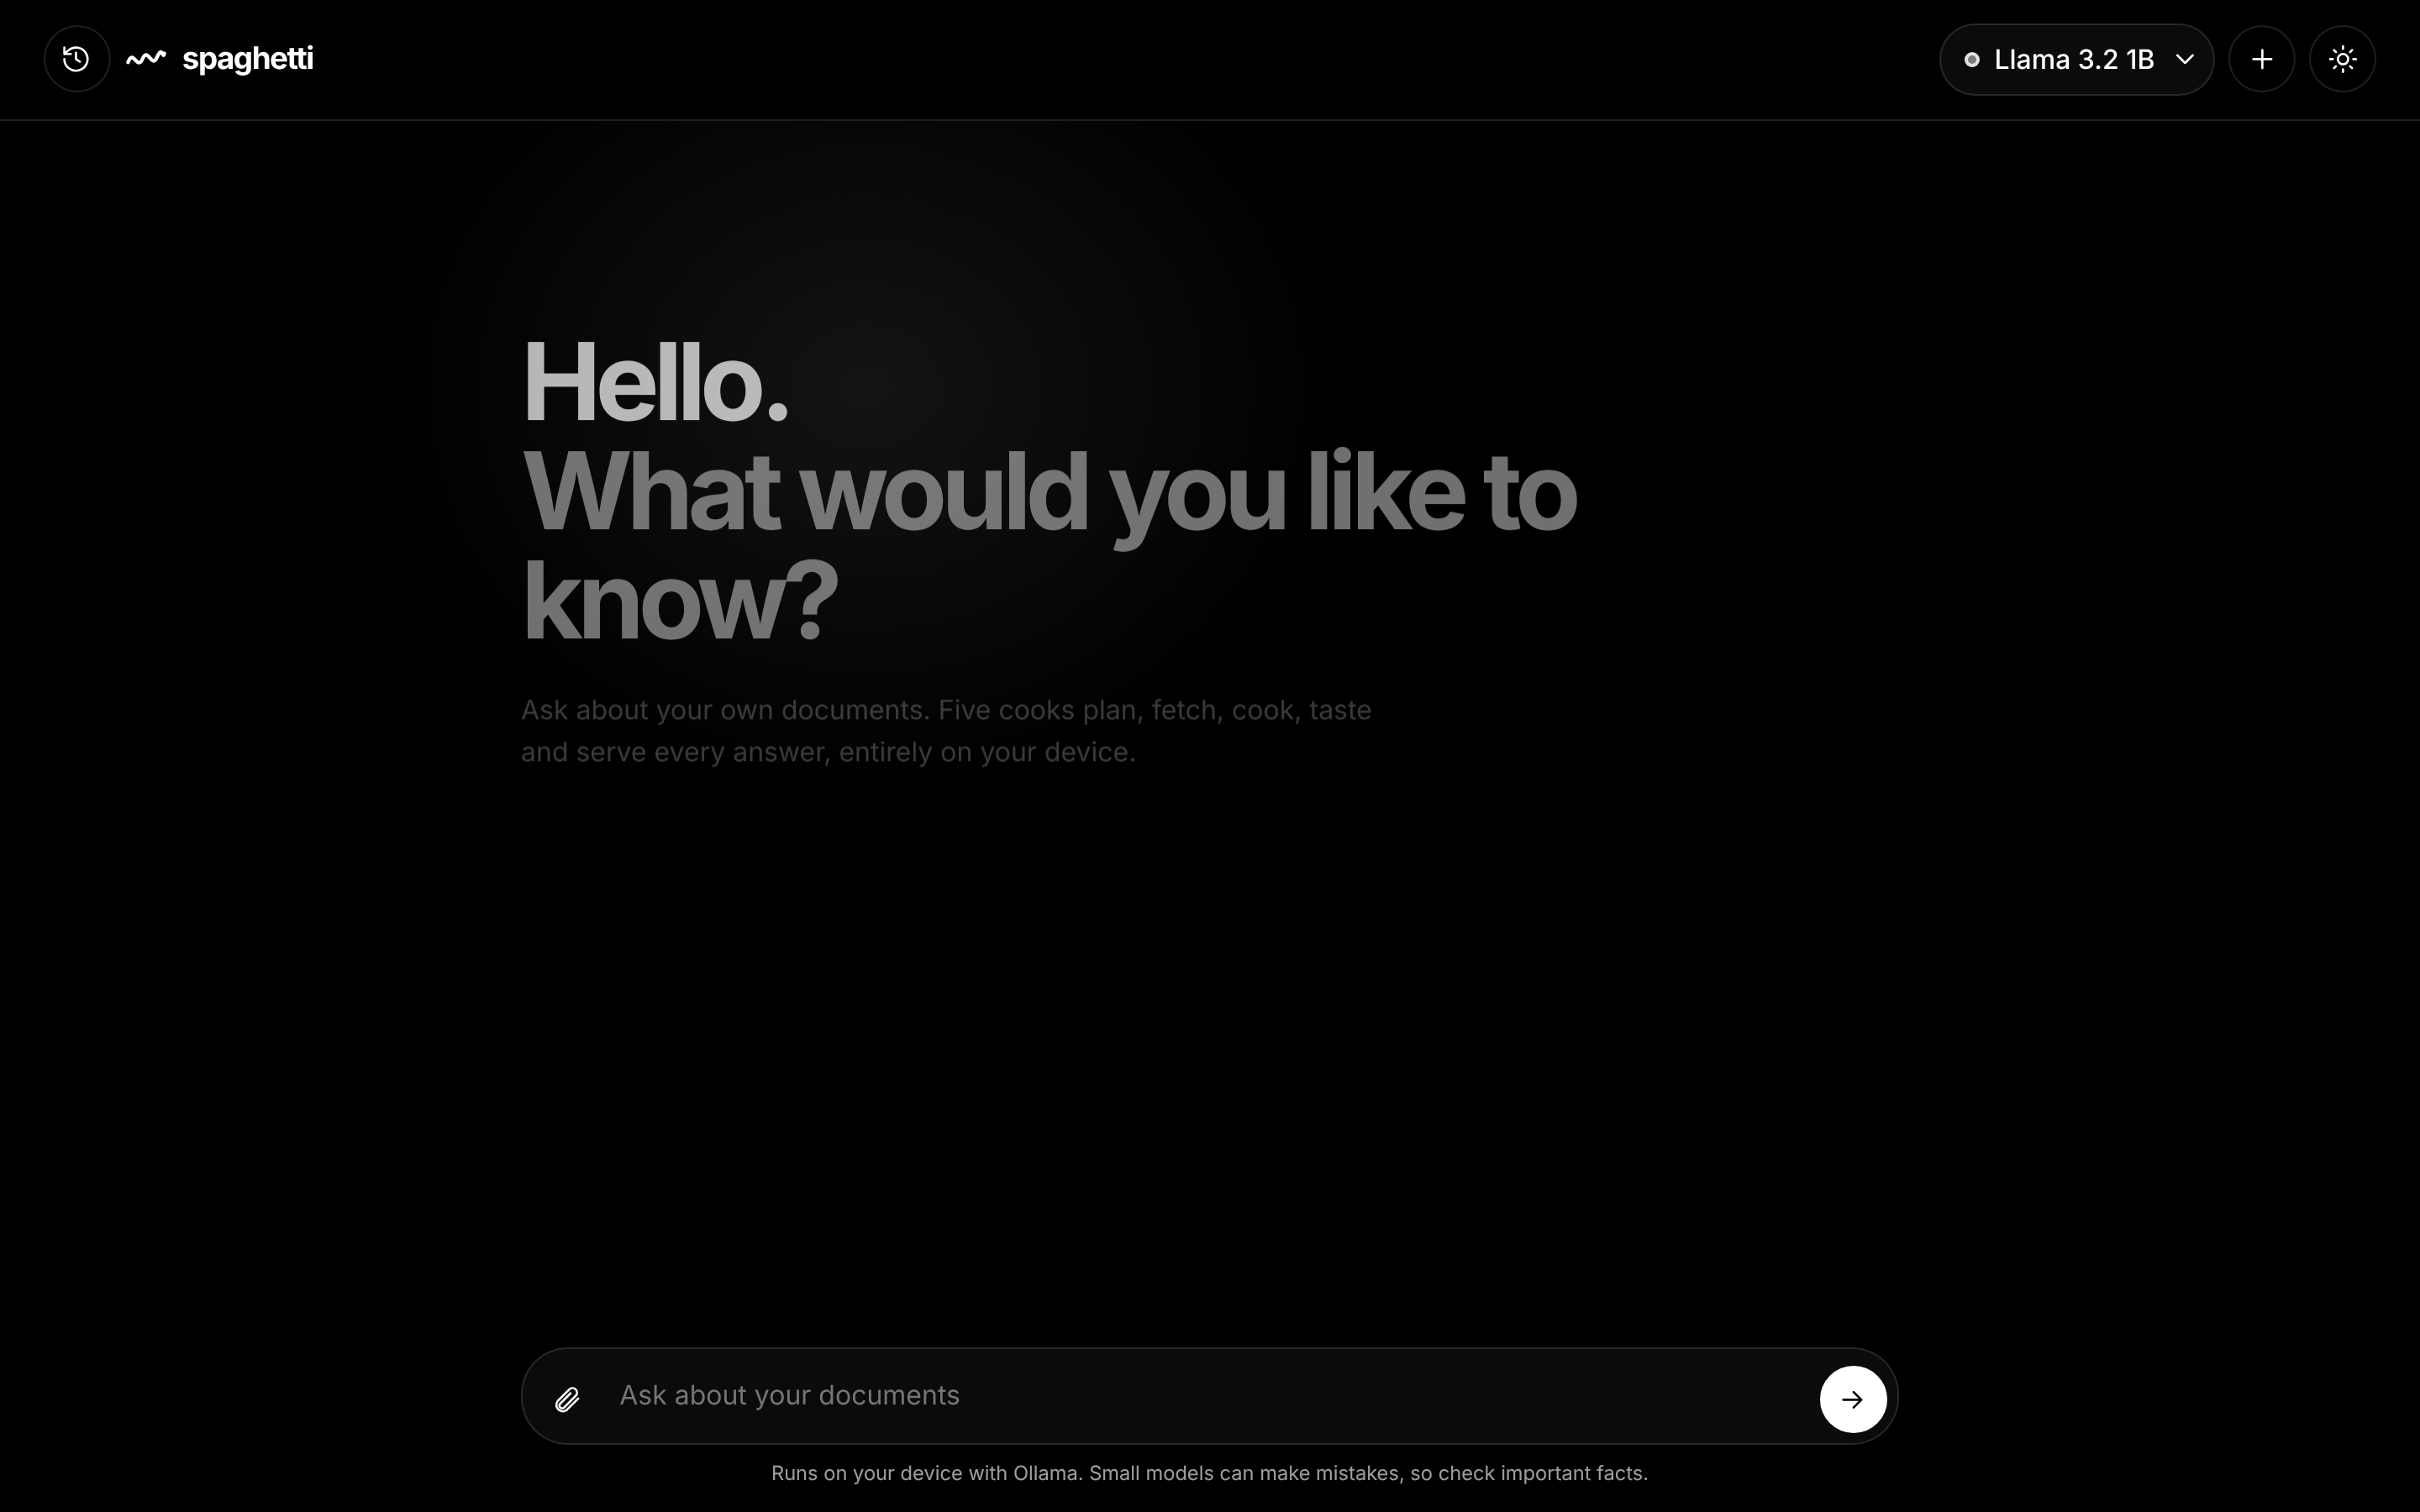 spaghetti
Llama 3.2 1B
Hello.
What would you like to
know?
Ask about your own documents. Five cooks plan, fetch, cook, taste
and serve every answer, entirely on your device.
Ask about your documents
Runs on your device with Ollama. Small models can make mistakes, so check important facts.